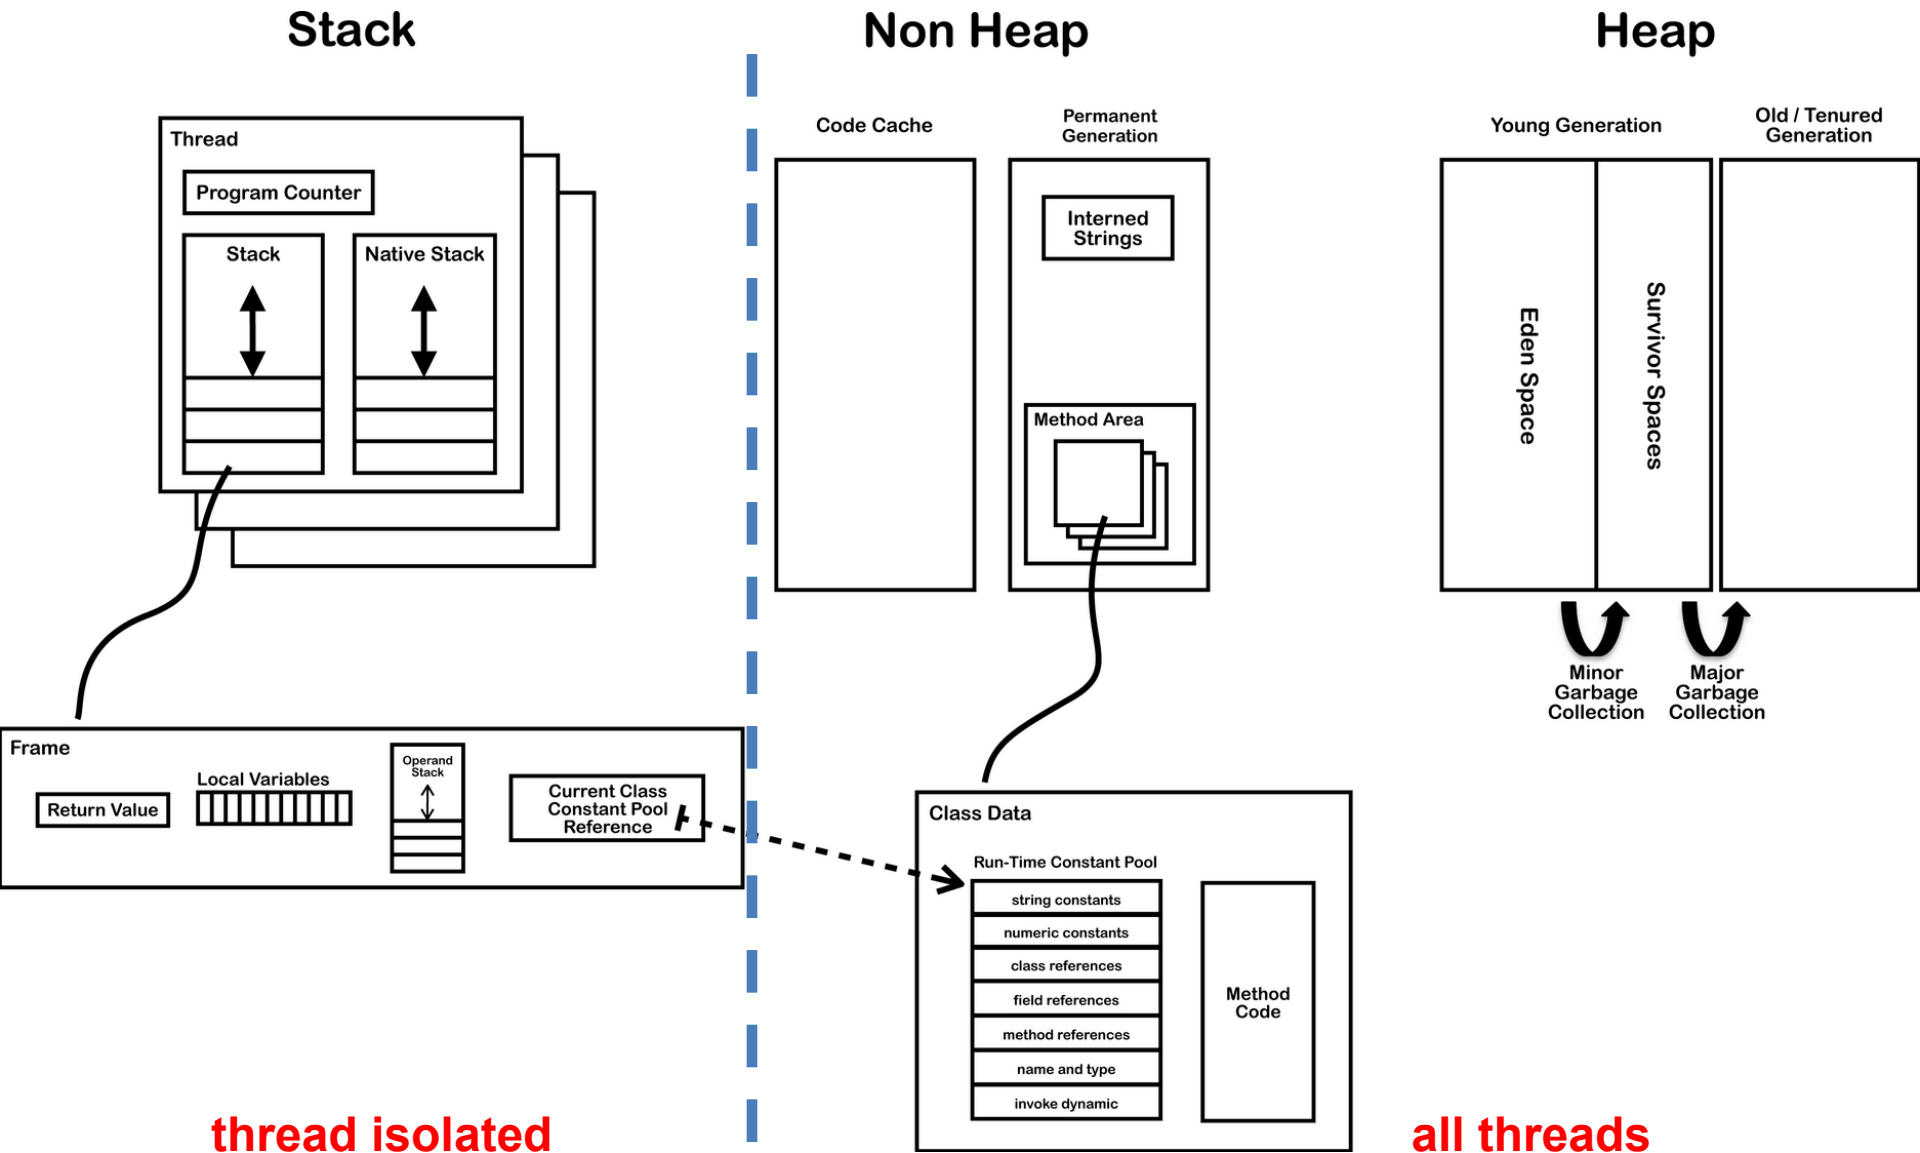 Stack
Non Heap
Heap
Thread
Program Counter
Stack
Native Stack
Code Cache
Permanent
Generation
Interned
Strings
Method Area
Young Generation
Old / Tenured
Generation
Eden Space
Survivor Spaces
Minor
Garbage
Collection
Major
Garbage
Collection
Frame
Return Value
Local Variables
Operand
Stack
Current Class
Constant Pool
Reference
Class Data
Run-Time Constant Pool
string constants
numeric constants
class references
field references
method references
name and type
invoke dynamic
Method
Code
thread isolated
all threads